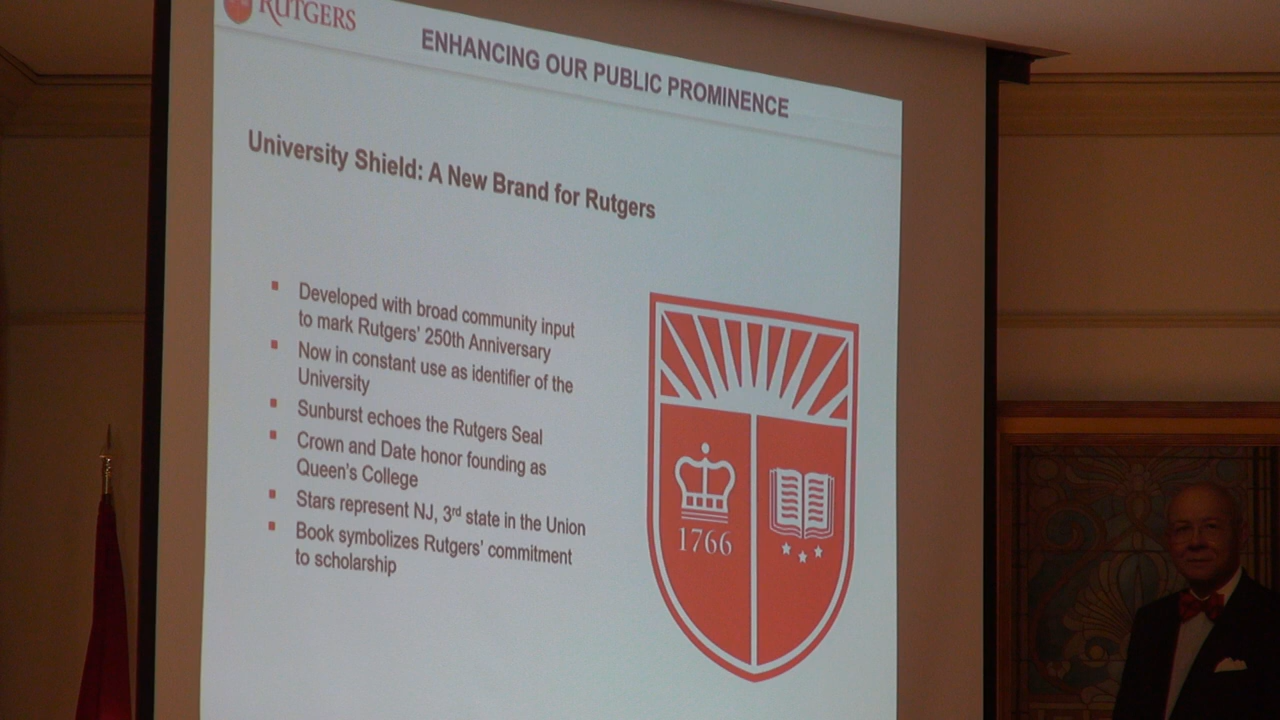 RUTGERS
ENHANCING OUR PUBLIC PROMINENCE
University Shield: A New Brand for Rutgers
▪ Developed with broad community input
to mark Rutgers' 250th Anniversary
▪ Now in constant use as identifier of the
University
▪ Sunburst echoes the Rutgers Seal
▪ Crown and Date honor founding as
Queen's College
▪ Stars represent NJ, 3rd state in the Union
▪ Book symbolizes Rutgers' commitment
to scholarship
1766